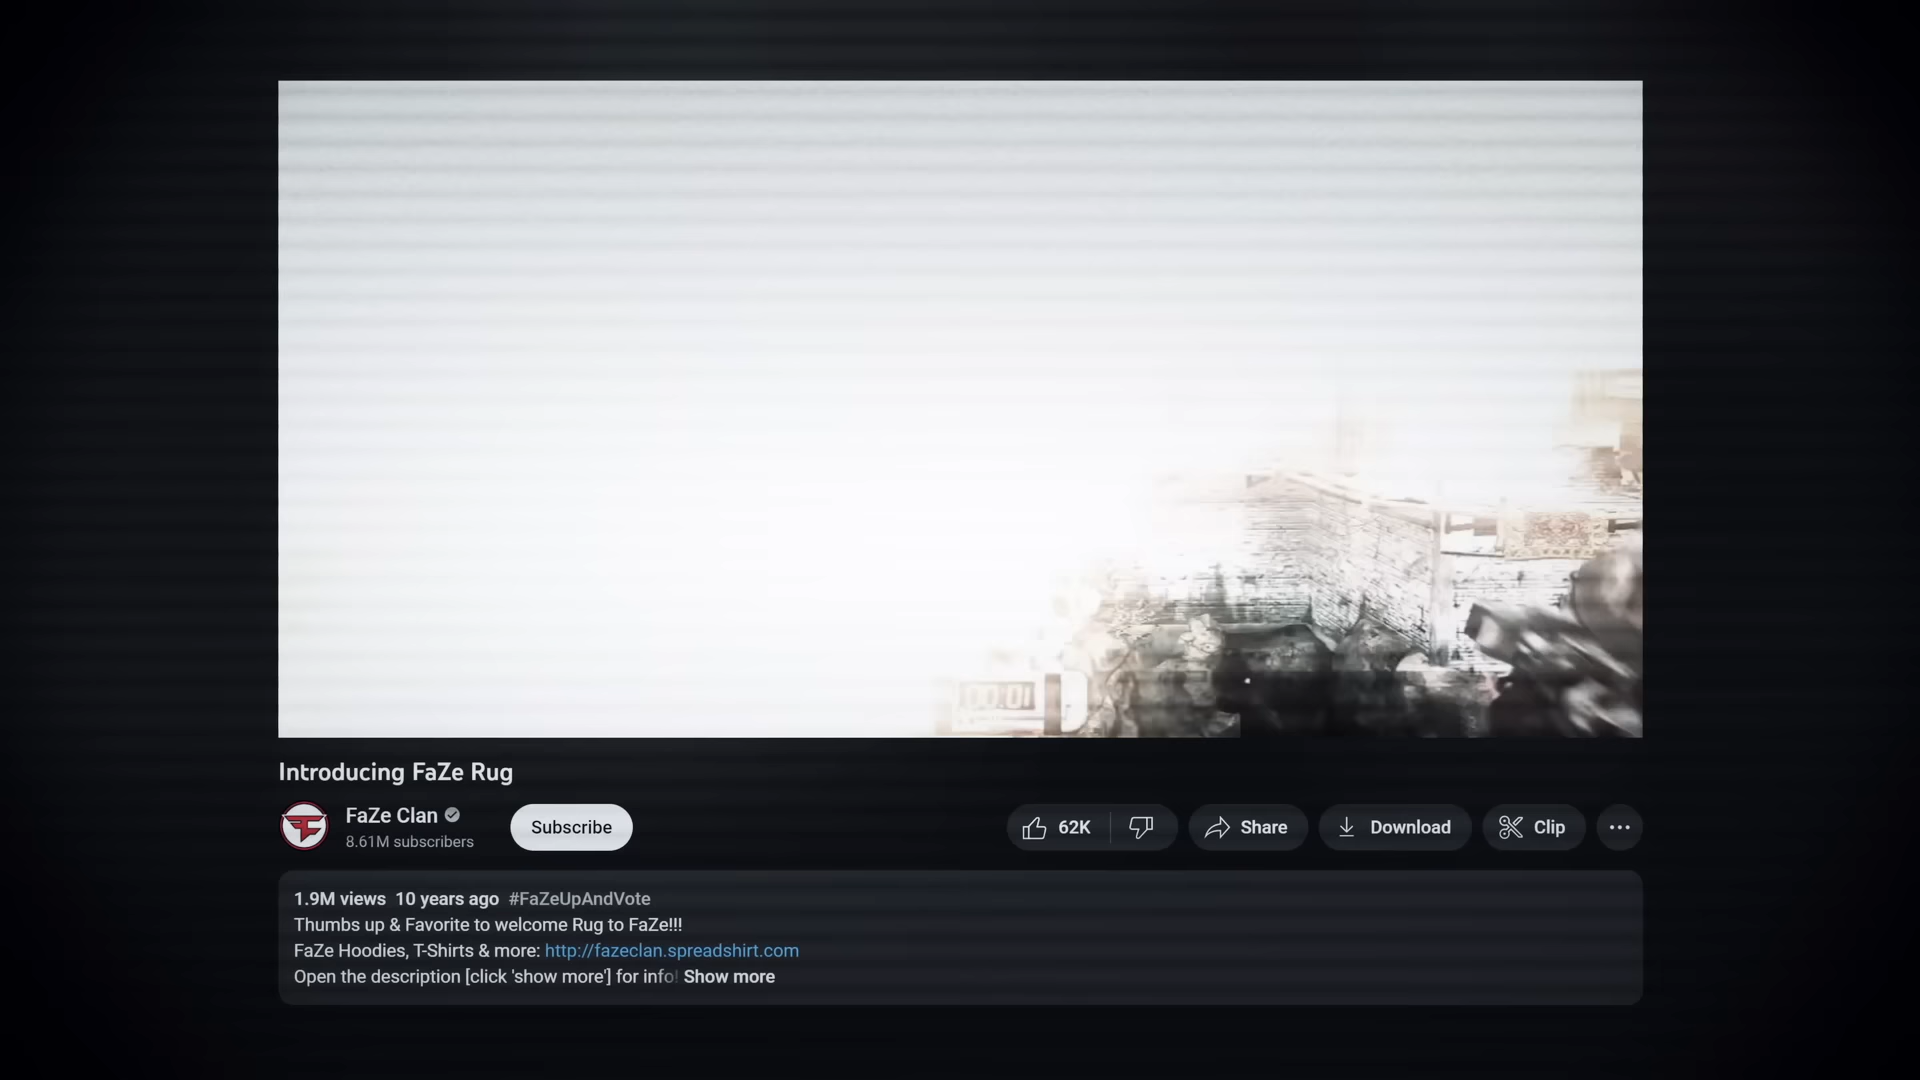 00:01
Introducing FaZe Rug
FaZe Clan
8.61M subscribers
Subscribe
62K
Share
Download
Clip
1.9M views 10 years ago #FaZeUpAndVote
Thumbs up & Favorite to welcome Rug to FaZe!!!
FaZe Hoodies, T-Shirts & more: http://fazeclan.spreadshirt.com
Open the description [click 'show more'] for info! Show more